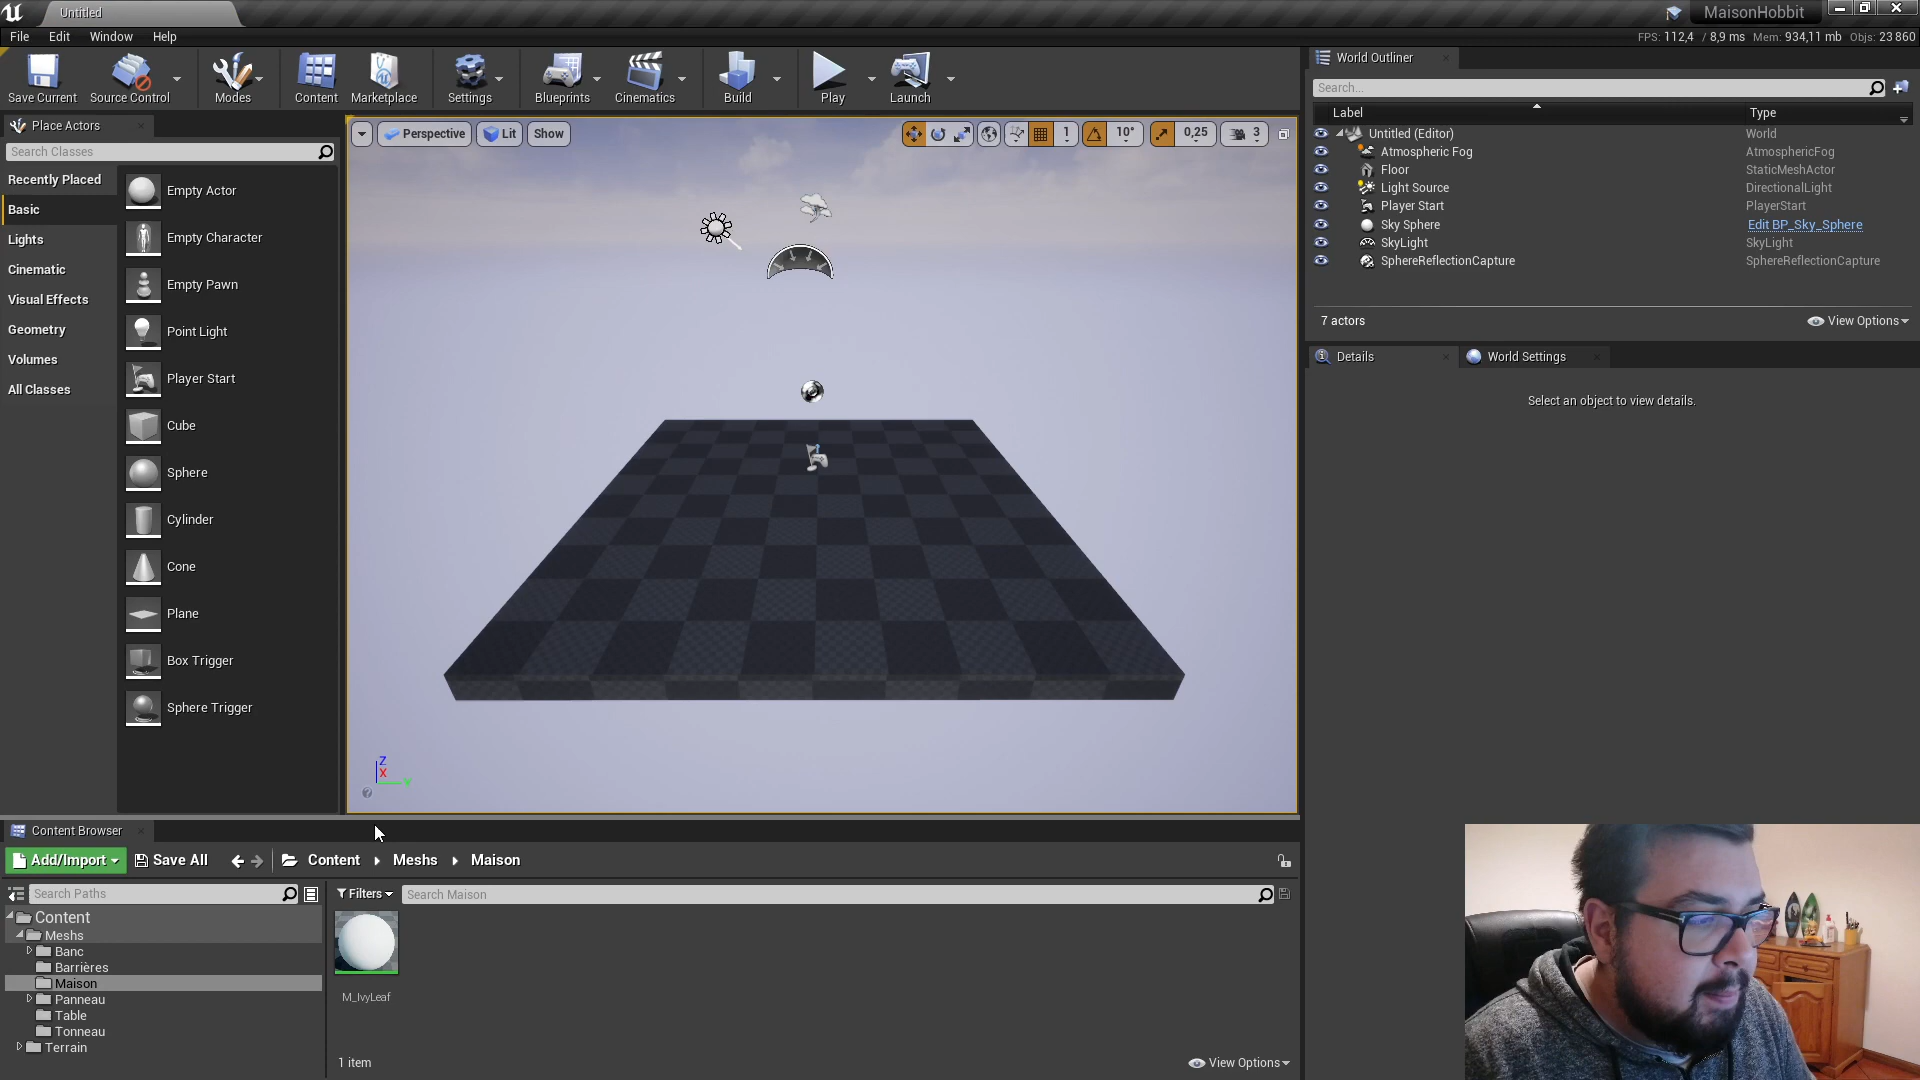 Untitled
MaisonHobbit
File Edit Window Help
FPS: 112,4 / 8,9 ms Mem: 934,11 mb Objs: 23 860
Save Current
Source Control
Modes
Content
Marketplace
Settings
Blueprints
Cinematics
Build
Play
Launch
Place Actors
Search Classes
Recently Placed
Basic
Lights
Cinematic
Visual Effects
Geometry
Volumes
All Classes
Empty Actor
Empty Character
Empty Pawn
Point Light
Player Start
Cube
Sphere
Cylinder
Cone
Plane
Box Trigger
Sphere Trigger
Perspective
Lit
Show
1
10°
0,25
3
Z
X
Y
World Outliner
Search...
Label Type
Untitled (Editor) World
Atmospheric Fog AtmosphericFog
Floor StaticMeshActor
Light Source DirectionalLight
Player Start PlayerStart
Sky Sphere Edit BP_Sky_Sphere
SkyLight SkyLight
SphereReflectionCapture SphereReflectionCapture
7 actors
View Options
Details
World Settings
Select an object to view details.
Content Browser
Add/Import
Save All
Content
Meshs
Maison
Search Paths
Filters
Search Maison
Content
Meshs
Banc
Barrières
Maison
Panneau
Table
Tonneau
Terrain
M_IvyLeaf
1 item
View Options